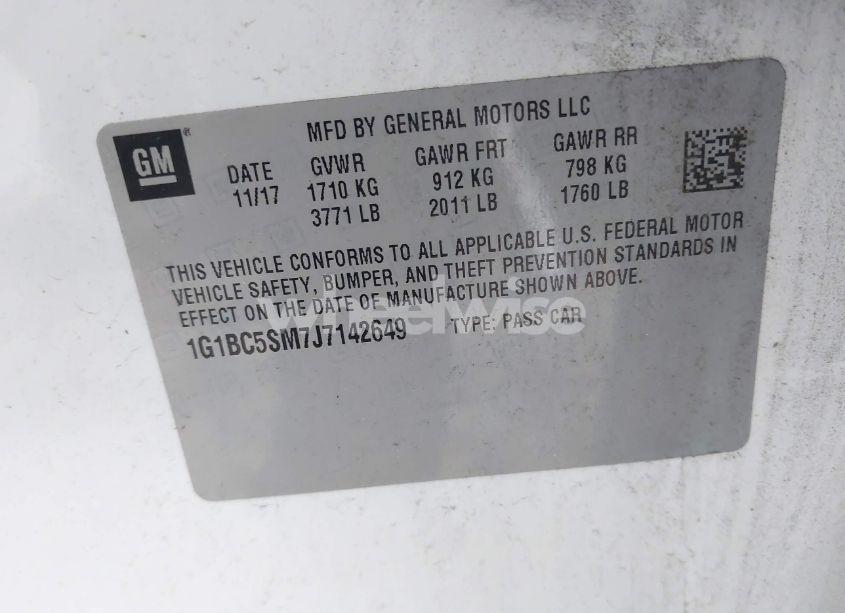 MFD BY GENERAL MOTORS LLC
GM
DATE GVWR GAWR FRT GAWR RR
11/17 1710 KG 912 KG 798 KG
3771 LB 2011 LB 1760 LB
THIS VEHICLE CONFORMS TO ALL APPLICABLE U.S. FEDERAL MOTOR
VEHICLE SAFETY, BUMPER, AND THEFT PREVENTION STANDARDS IN
EFFECT ON THE DATE OF MANUFACTURE SHOWN ABOVE.
1G1BC5SM7J7142649 TYPE: PASS CAR
wheelwise